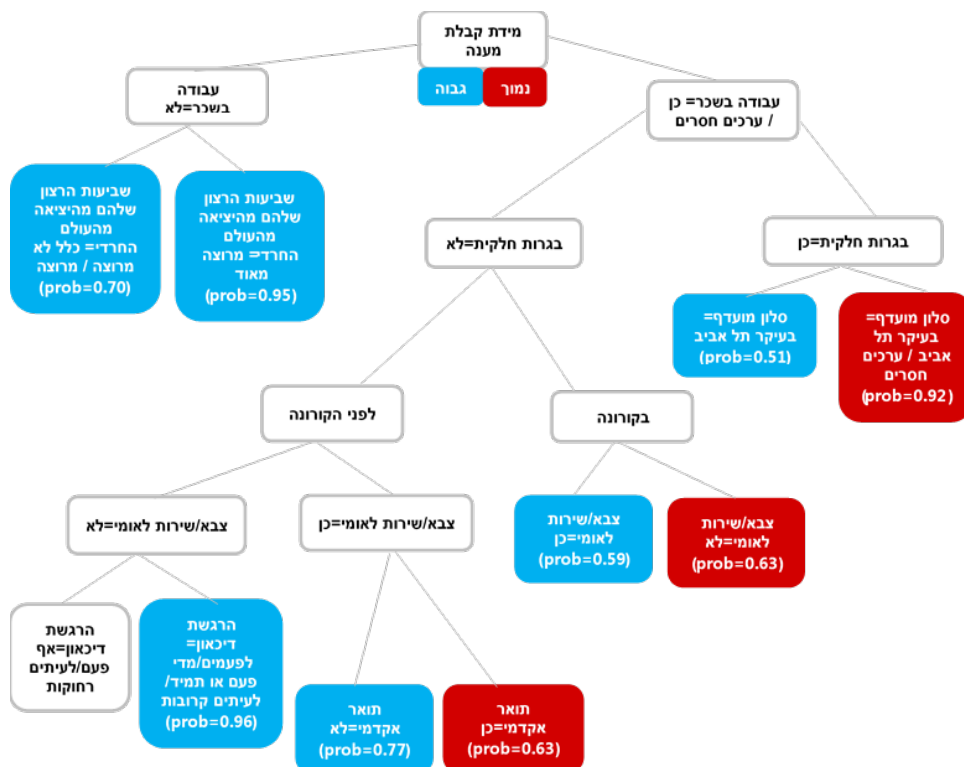 מידת קבלת
מענה
נמוך
גבוה
עבודה בשכר= כן
/ ערכים חסרים
עבודה
בשכר=לא
בגרות חלקית=כן
בגרות חלקית=לא
שביעות הרצון
שלהם מהיציאה
מהעולם
החרדי= מרוצה
מאוד
(prob=0.95)
שביעות הרצון
שלהם מהיציאה
מהעולם
החרדי= כלל לא
מרוצה / מרוצה
(prob=0.70)
סלון מועדף=
בעיקר תל
אביב / ערכים
חסרים
(prob=0.92)
סלון מועדף=
בעיקר תל אביב
(prob=0.51)
בקורונה
לפני הקורונה
צבא/שירות
לאומי=לא
(prob=0.63)
צבא/שירות
לאומי=כן
(prob=0.59)
צבא/שירות לאומי=כן
צבא/שירות לאומי=לא
תואר
אקדמי=כן
(prob=0.63)
תואר
אקדמי=לא
(prob=0.77)
הרגשת
דיכאון=
לפעמים/מדי
פעם או תמיד/
לעיתים קרובות
(prob=0.96)
הרגשת
דיכאון=אף
פעם/לעיתים
רחוקות